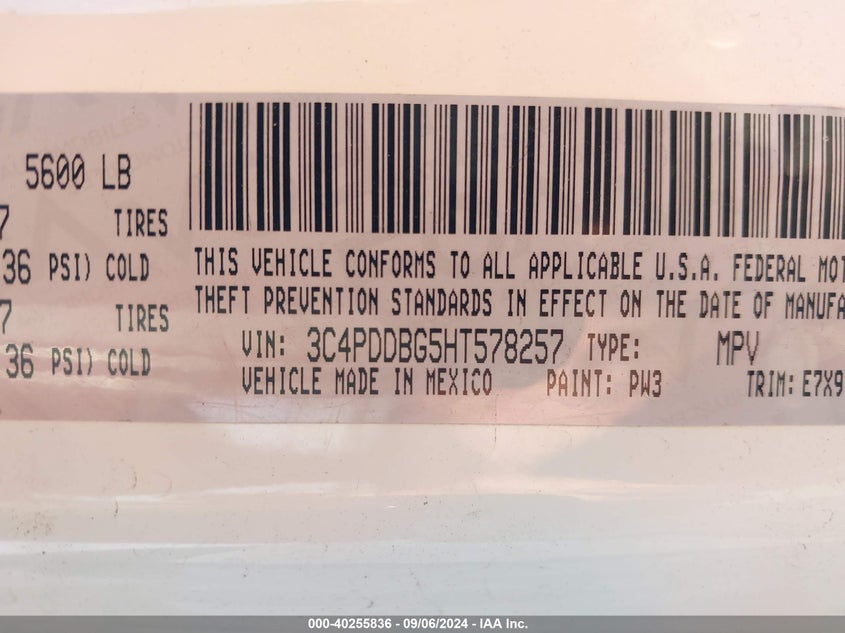 5600 LB
7 TIRES
36 PSI) COLD
7 TIRES
36 PSI) COLD
THIS VEHICLE CONFORMS TO ALL APPLICABLE U.S.A. FEDERAL MOT
THEFT PREVENTION STANDARDS IN EFFECT ON THE DATE OF MANUFA
VIN: 3C4PDDBG5HT578257 TYPE: MPV
VEHICLE MADE IN MEXICO PAINT: PW3 TRIM: E7X9
000-40255836 - 09/06/2024 - IAA Inc.